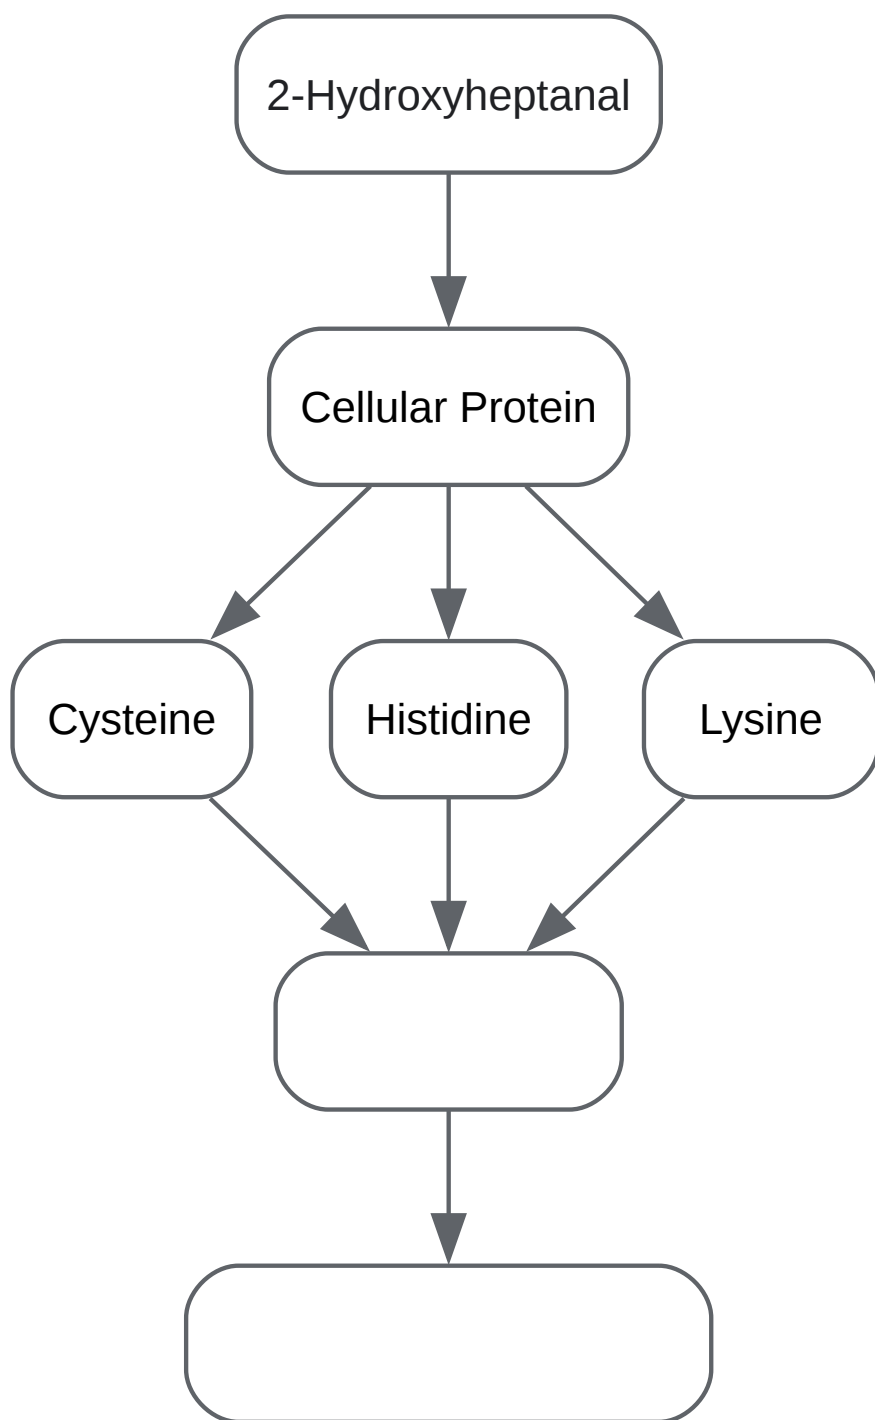 2-Hydroxyheptanal
Cellular Protein
Cysteine
Histidine
Lysine